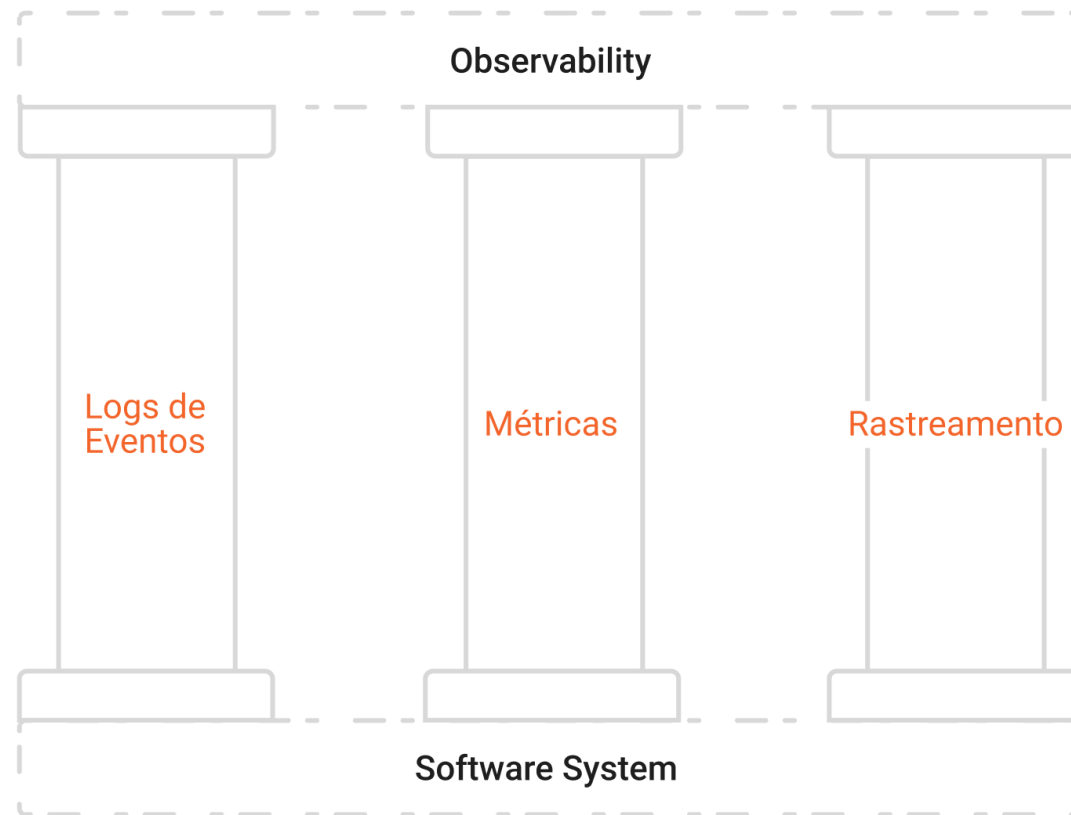 Observability
Logs de
Eventos
Métricas
Rastreamento
Software System